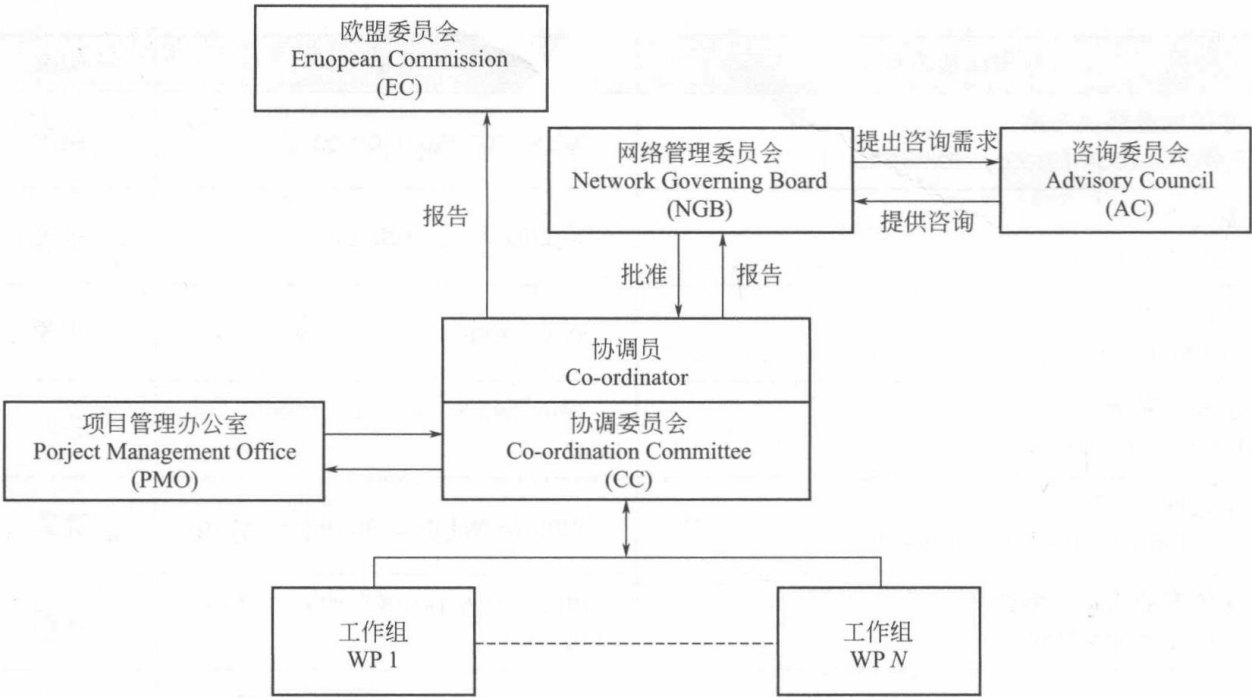 欧盟委员会
Eruopean Commission
(EC)
网络管理委员会
Network Governing Board
(NGB)
提出咨询需求
提供咨询
咨询委员会
Advisory Council
(AC)
报告
批准
报告
协调员
Co-ordinator
项目管理办公室
Porject Management Office
(PMO)
协调委员会
Co-ordination Committee
(CC)
工作组
WP 1
工作组
WP N